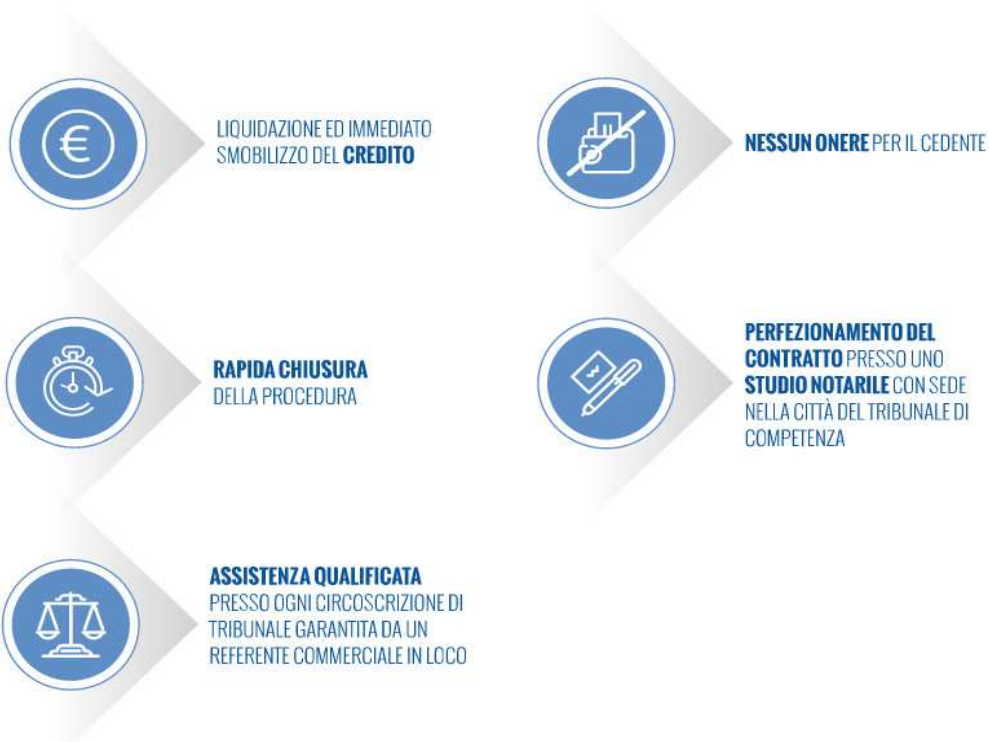 LIQUIDAZIONE ED IMMEDIATO
SMOBILIZZO DEL CREDITO
NESSUN ONERE PER IL CEDENTE
RAPIDA CHIUSURA
DELLA PROCEDURA
PERFEZIONAMENTO DEL
CONTRATTO PRESSO UNO
STUDIO NOTARILE CON SEDE
NELLA CITTÀ DEL TRIBUNALE DI
COMPETENZA
ASSISTENZA QUALIFICATA
PRESSO OGNI CIRCOSCRIZIONE DI
TRIBUNALE GARANTITA DA UN
REFERENTE COMMERCIALE IN LOCO